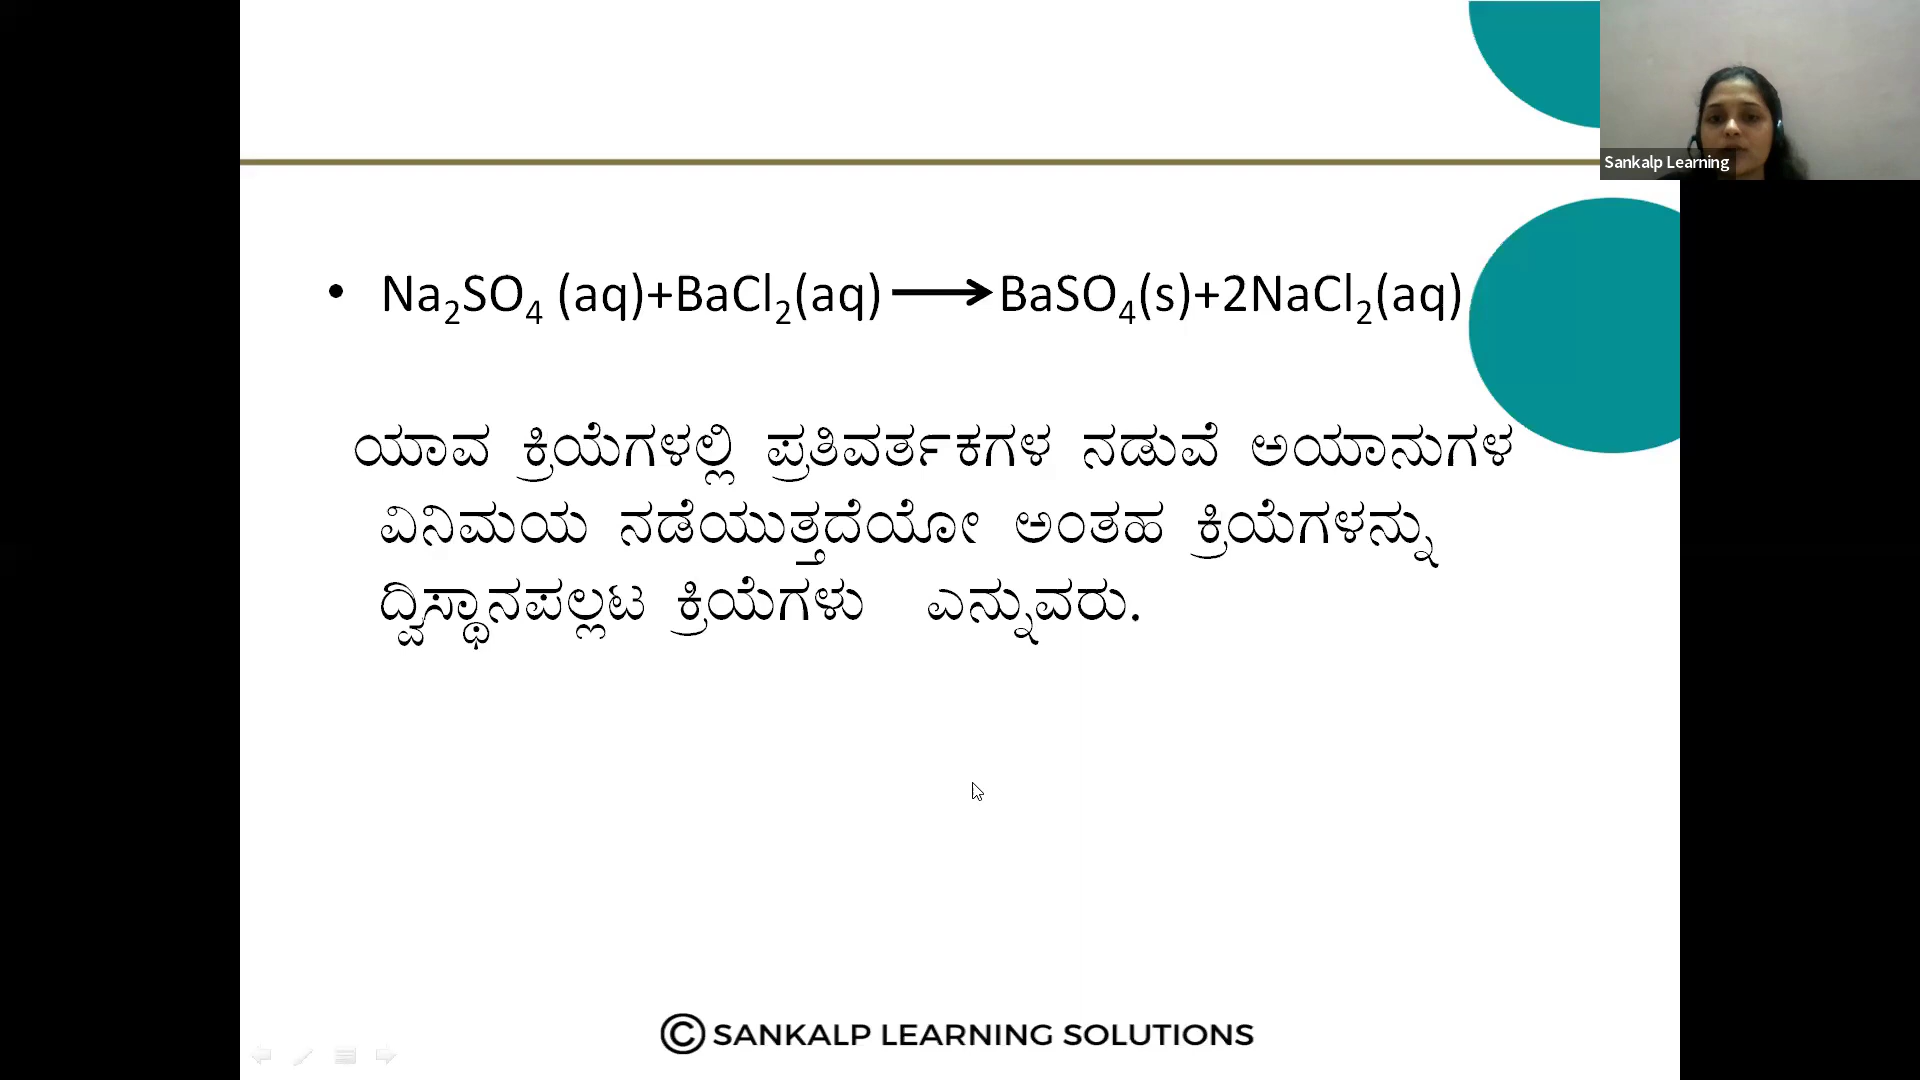 Sankalp Learning
• Na₂SO₄ (aq)+BaCl₂(aq)⟶BaSO₄(s)+2NaCl₂(aq)
ಯಾವ ಕ್ರಿಯೆಗಳಲ್ಲಿ ಪ್ರತಿವರ್ತಕಗಳ ನಡುವೆ ಅಯಾನುಗಳ
ವಿನಿಮಯ ನಡೆಯುತ್ತದೆಯೋ ಅಂತಹ ಕ್ರಿಯೆಗಳನ್ನು
ದ್ವಿಸ್ಥಾನಪಲ್ಲಟ ಕ್ರಿಯೆಗಳು ಎನ್ನುವರು.
© SANKALP LEARNING SOLUTIONS